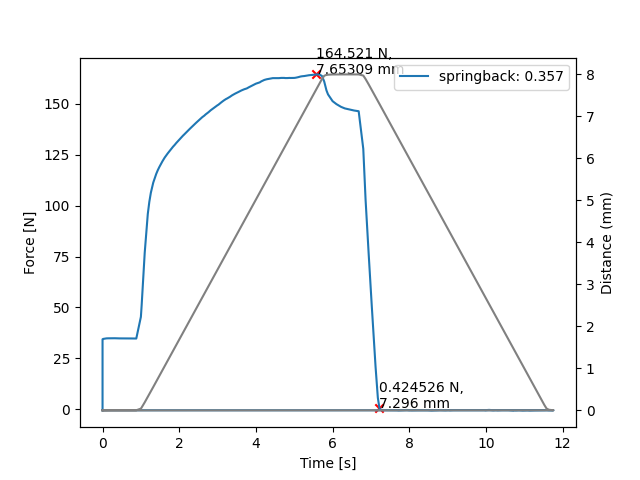 164.521 N,
7.65309 mm
springback: 0.357
Force [N]
150
125
100
75
50
25
0
8
7
6
5
4
3
2
1
0
Distance (mm)
0.424526 N,
7.296 mm
0 2 4 6 8 10 12
Time [s]